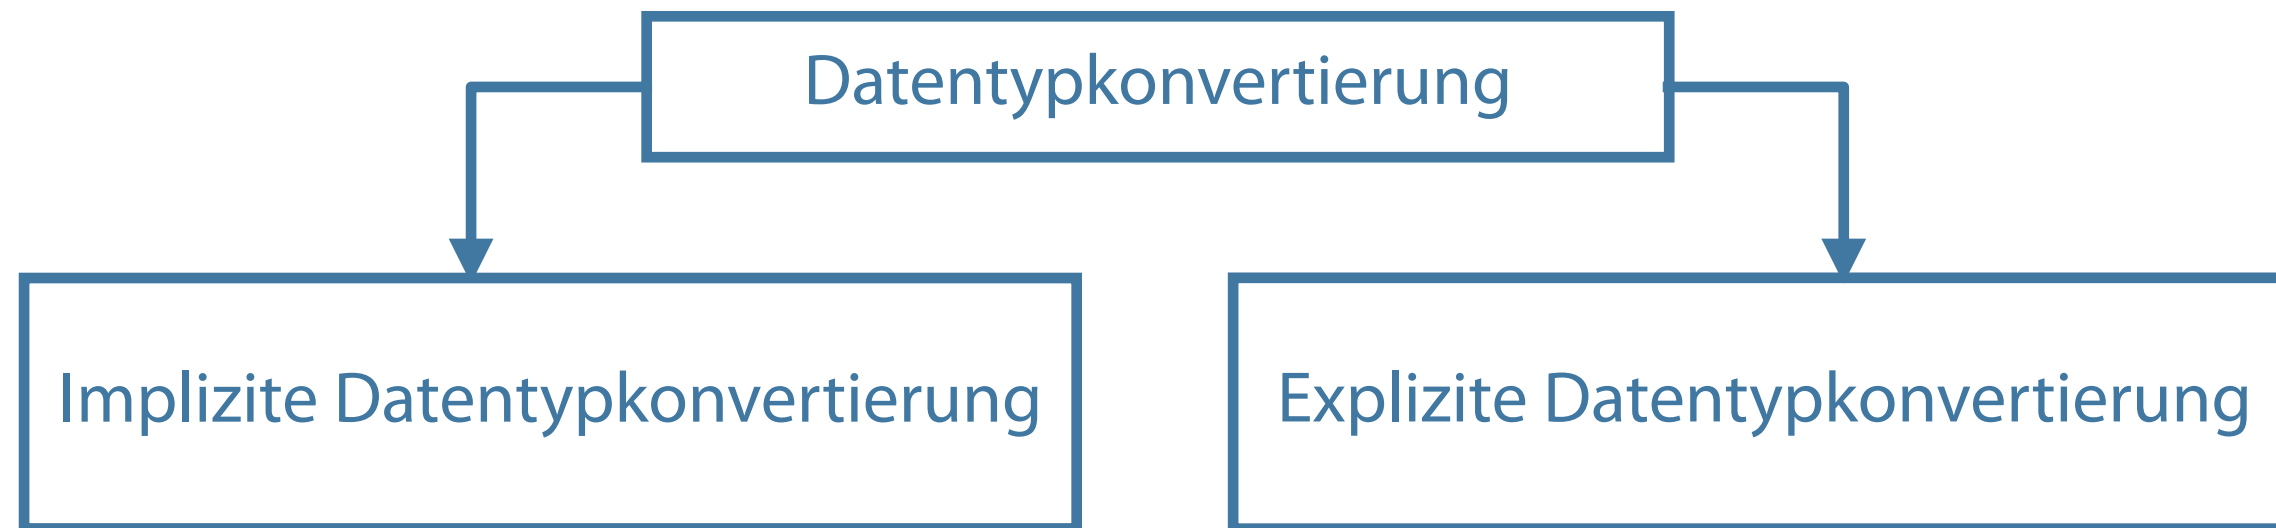 Datentypkonvertierung
Implizite Datentypkonvertierung
Explizite Datentypkonvertierung